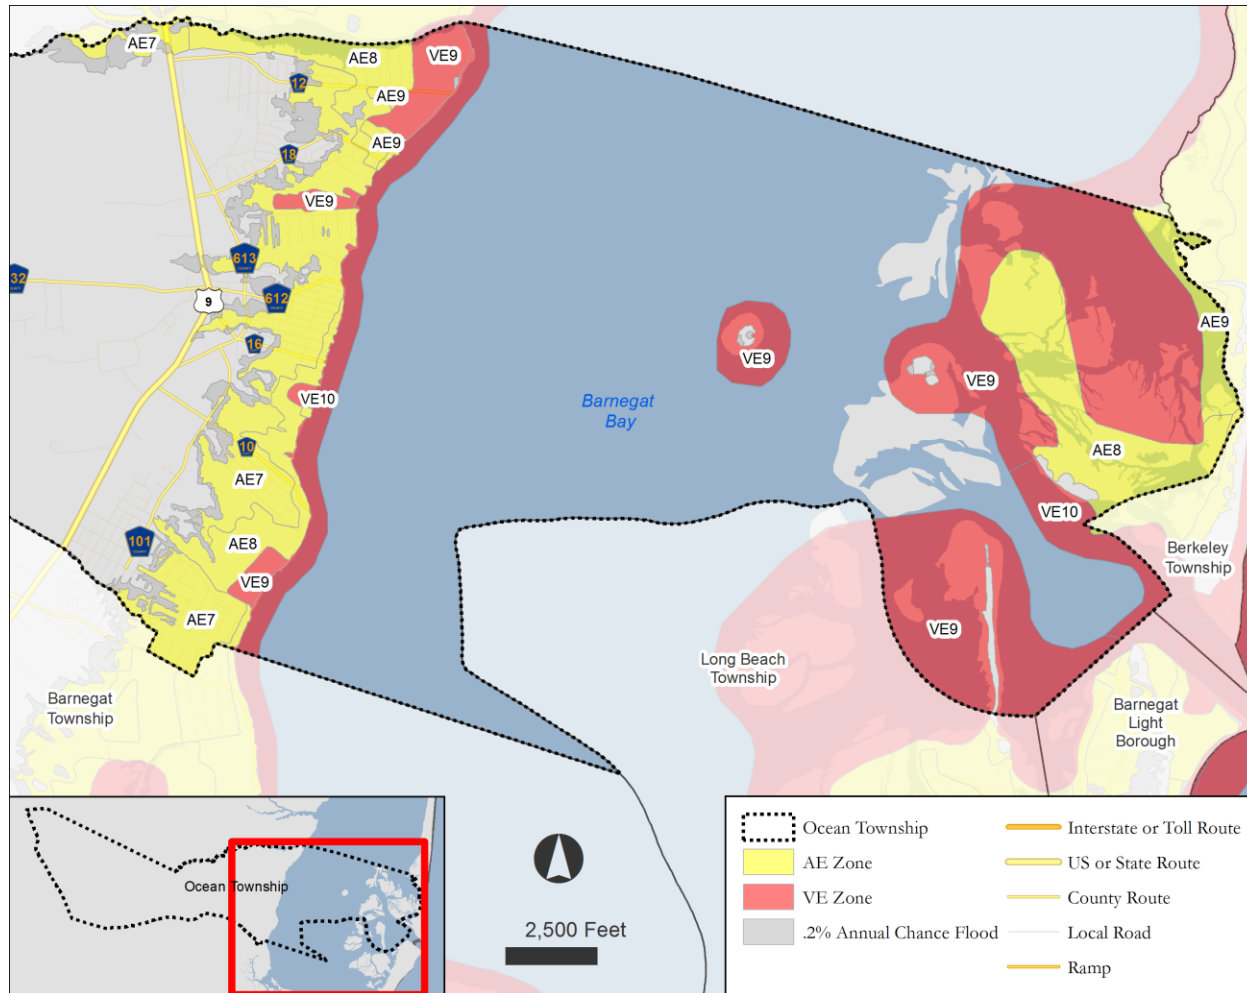 AE7
AE8
VE9
12
AE9
AE9
18
VE9
613
COUNTY
32
612
COUNTY
9
16
VE10
10
AE7
AE8
101
COUNTY
VE9
AE7
Barnegat
Bay
VE9
VE9
AE9
AE8
VE10
VE9
Berkeley
Township
Long Beach
Township
Barnegat
Light
Borough
Barnegat
Township
Ocean Township
2,500 Feet
Ocean Township
AE Zone
VE Zone
.2% Annual Chance Flood
Interstate or Toll Route
US or State Route
County Route
Local Road
Ramp